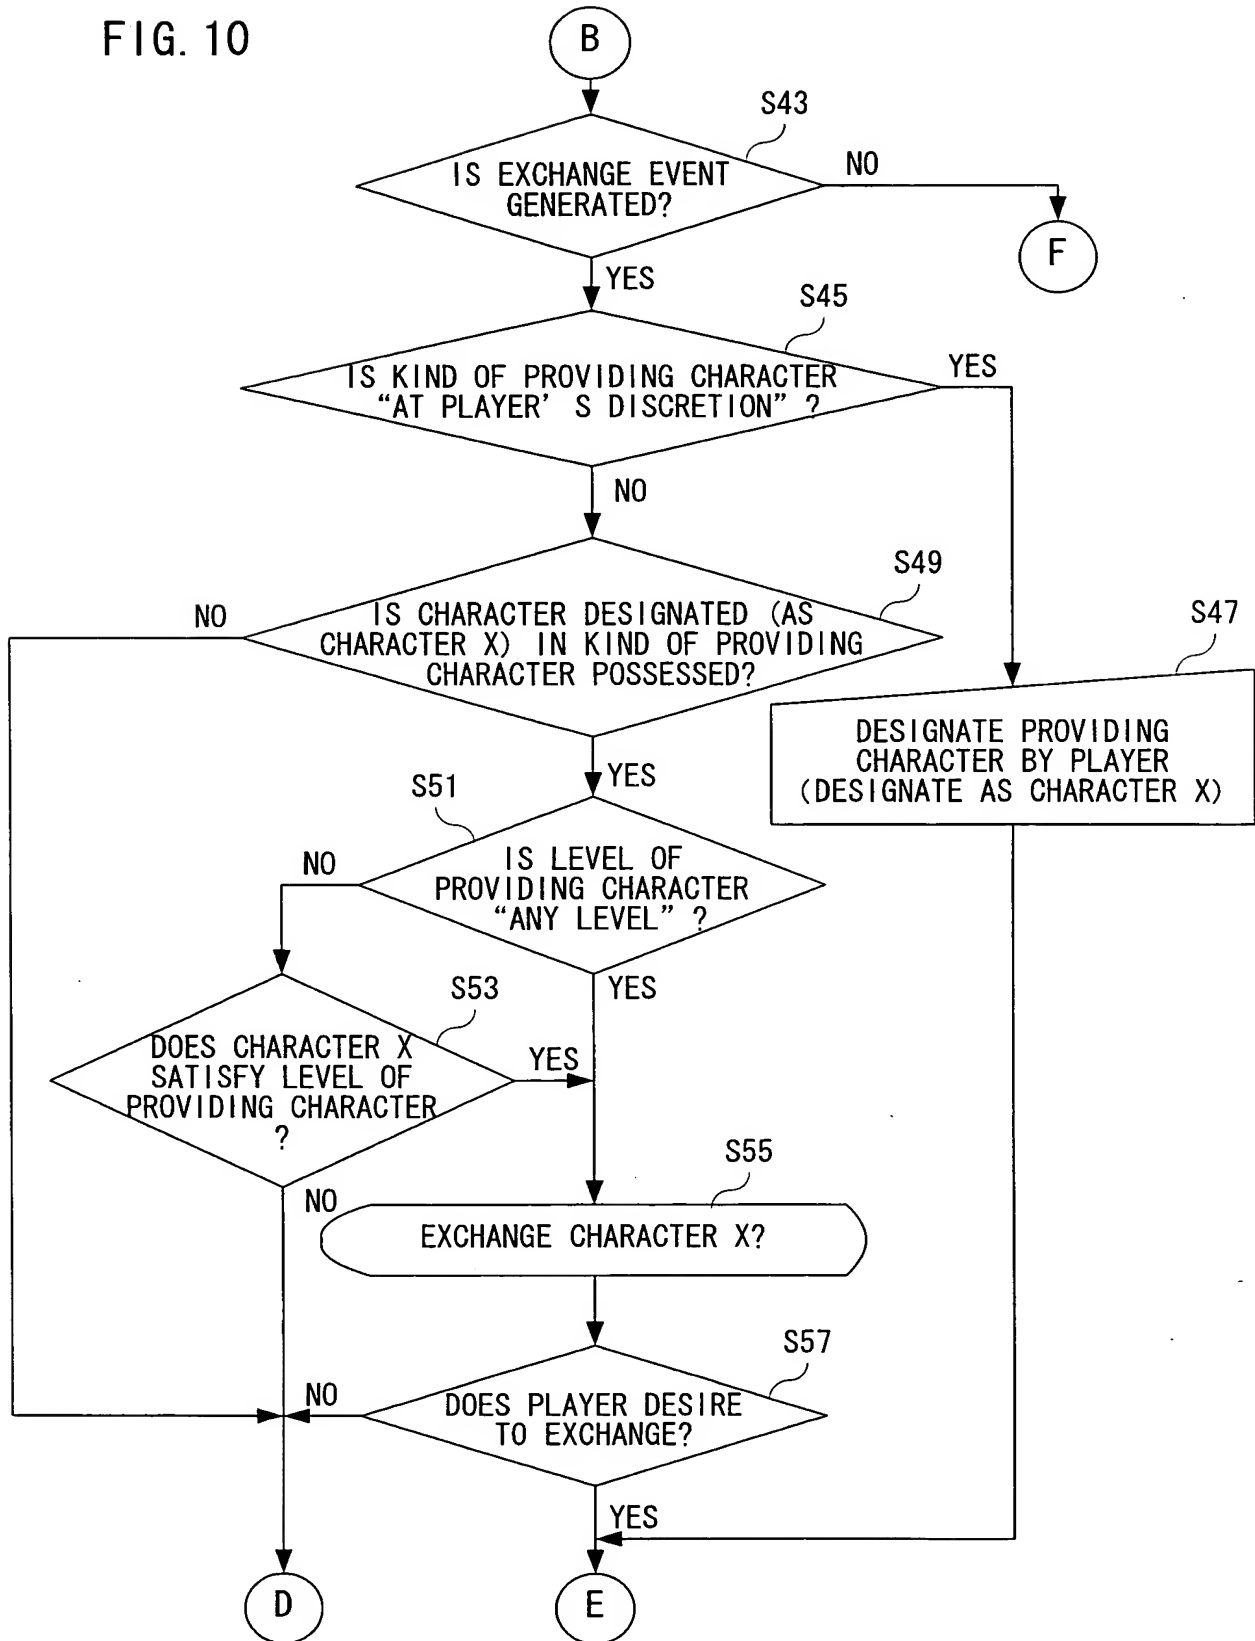 FIG. 10
B
S43
IS EXCHANGE EVENT
GENERATED?
NO
F
YES
S45
IS KIND OF PROVIDING CHARACTER
“AT PLAYER' S DISCRETION” ?
YES
NO
S49
NO
IS CHARACTER DESIGNATED (AS
CHARACTER X) IN KIND OF PROVIDING
CHARACTER POSSESSED?
S47
DESIGNATE PROVIDING
CHARACTER BY PLAYER
(DESIGNATE AS CHARACTER X)
YES
S51
NO
IS LEVEL OF
PROVIDING CHARACTER
“ANY LEVEL” ?
YES
S53
DOES CHARACTER X
SATISFY LEVEL OF
PROVIDING CHARACTER
?
YES
NO
S55
EXCHANGE CHARACTER X?
S57
NO
DOES PLAYER DESIRE
TO EXCHANGE?
YES
D
E